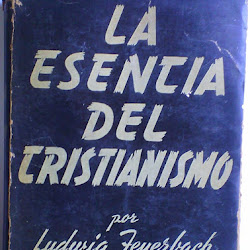 LA
ESENCIA
DEL
CRISTIANISMO
por
Ludwig Feuerbach